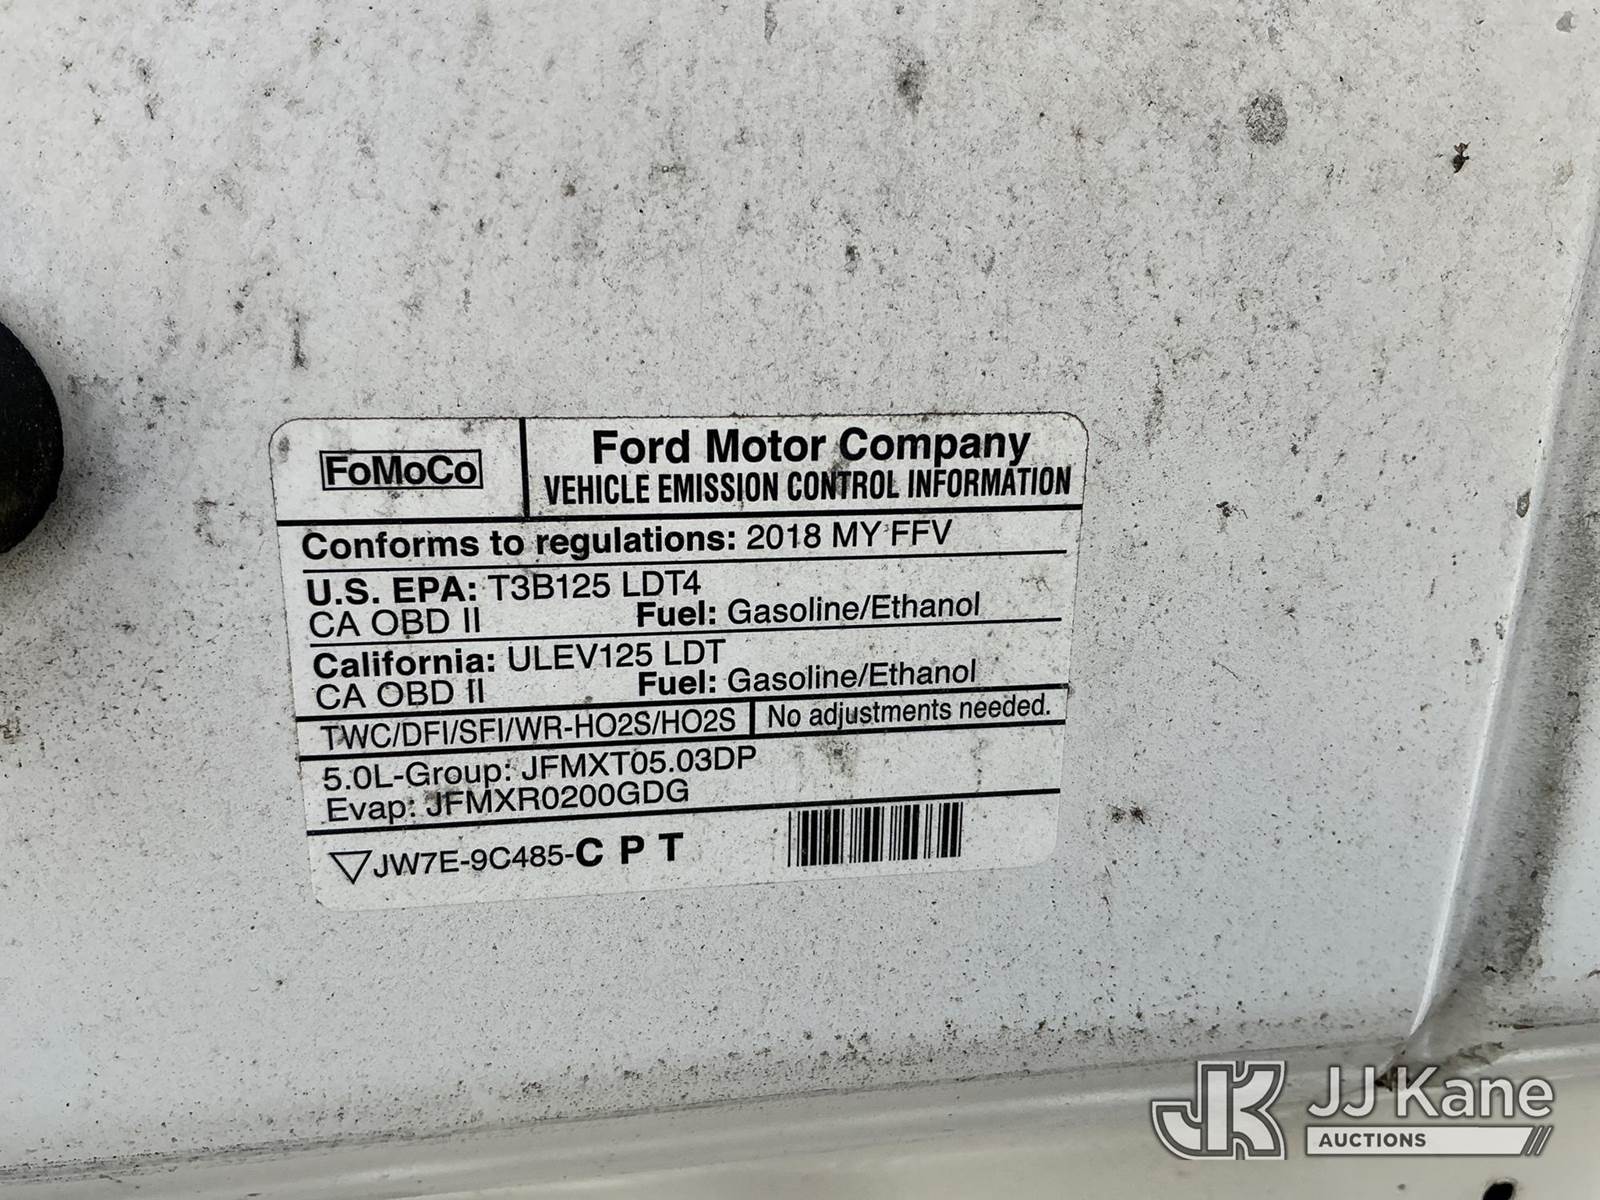 FoMoCo
Ford Motor Company
VEHICLE EMISSION CONTROL INFORMATION
Conforms to regulations: 2018 MY FFV
U.S. EPA: T3B125 LDT4
CA OBD II Fuel: Gasoline/Ethanol
California: ULEV125 LDT
CA OBD II Fuel: Gasoline/Ethanol
TWC/DFI/SFI/WR-HO2S/HO2S No adjustments needed.
5.0L-Group: JFMXT05.03DP
Evap: JFMXR0200GDG
JW7E-9C485-C P T
JK JJ Kane
AUCTIONS